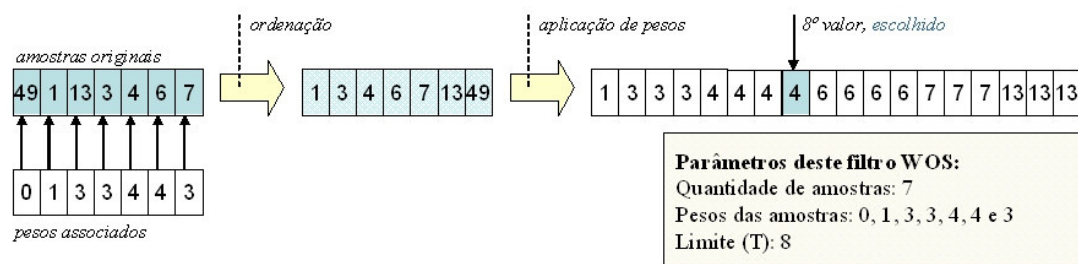 ordenação
aplicação de pesos
8º valor, escolhido
amostras originais
49 1 13 3 4 6 7
1 3 4 6 7 13 49
1 3 3 3 4 4 4 4 6 6 6 6 7 7 7 13 13 13
0 1 3 3 4 4 3
pesos associados
Parâmetros deste filtro WOS:
Quantidade de amostras: 7
Pesos das amostras: 0, 1, 3, 3, 4, 4 e 3
Limite (T): 8